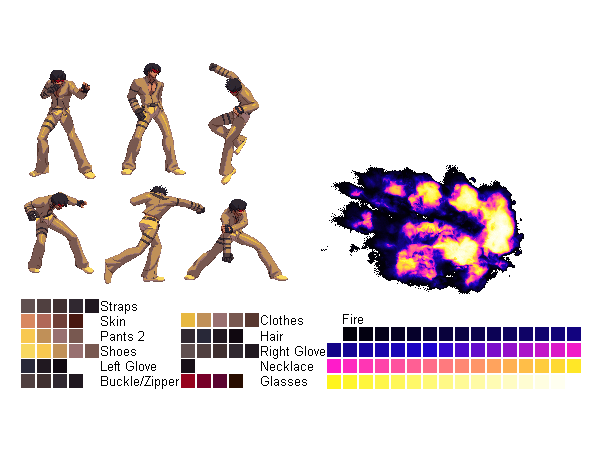 Straps
Skin
Pants 2
Shoes
Left Glove
Buckle/Zipper
Clothes
Hair
Right Glove
Necklace
Glasses
Fire